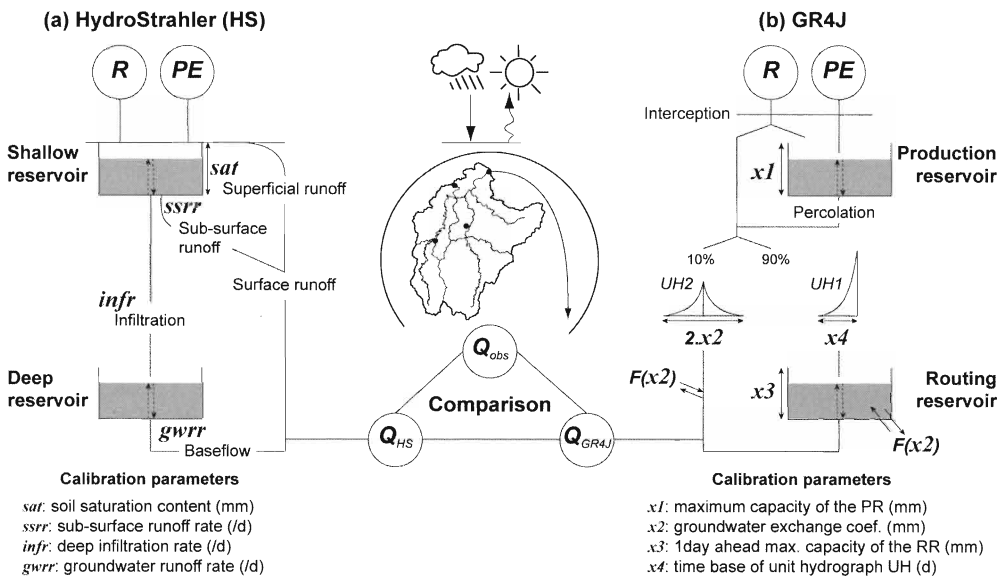 (a) HydroStrahler (HS)
R
PE
Shallow
reservoir
sat
Superficial runoff
ssrr
Sub-surface
runoff
Surface runoff
infr
Infiltration
Deep
reservoir
gwrr
Baseflow
Calibration parameters
sat: soil saturation content (mm)
ssrr: sub-surface runoff rate (/d)
infr: deep infiltration rate (/d)
gwrr: groundwater runoff rate (/d)
Qobs
Comparison
QHS
QGR4J
(b) GR4J
R
PE
Interception
x1
Production
reservoir
Percolation
10%
90%
UH2
UH1
2.x2
x4
F(x2)
x3
Routing
reservoir
F(x2)
Calibration parameters
x1: maximum capacity of the PR (mm)
x2: groundwater exchange coef. (mm)
x3: 1day ahead max. capacity of the RR (mm)
x4: time base of unit hydrograph UH (d)